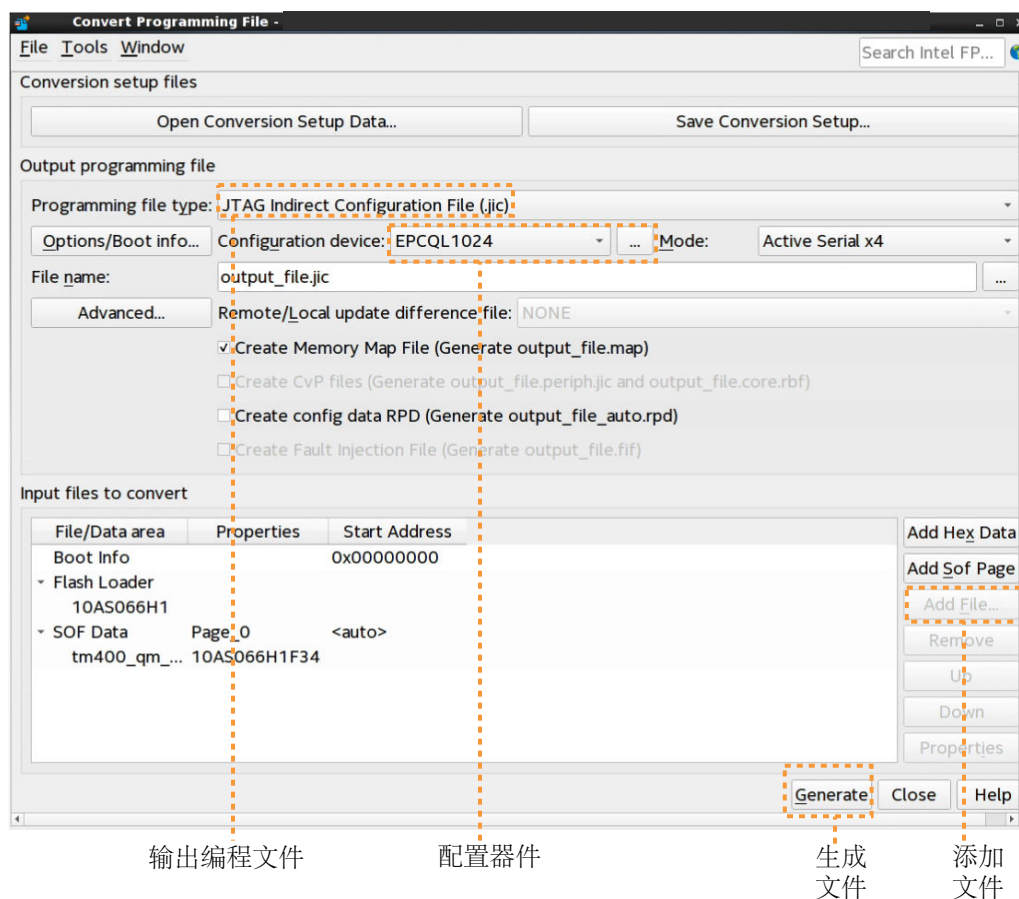 Convert Programming File -
File Tools Window
Search Intel FP...
Conversion setup files
Open Conversion Setup Data... Save Conversion Setup...
Output programming file
Programming file type: JTAG Indirect Configuration File (.jic)
Options/Boot info... Configuration device: EPCQL1024 ... Mode: Active Serial x4
File name: output_file.jic ...
Advanced... Remote/Local update difference file: NONE
Create Memory Map File (Generate output_file.map)
Create CvP files (Generate output_file.periph.jic and output_file.core.rbf)
Create config data RPD (Generate output_file_auto.rpd)
Create Fault Injection File (Generate output_file.fif)
Input files to convert
File/Data area Properties Start Address
Add Hex Data
Boot Info 0x00000000
Add Sof Page
Flash Loader
10AS066H1
Add File...
SOF Data Page_0 <auto>
Remove
tm400_qm_... 10AS066H1F34
Up
Down
Properties
Generate Close Help
输出编程文件 配置器件 生成 添加
文件 文件